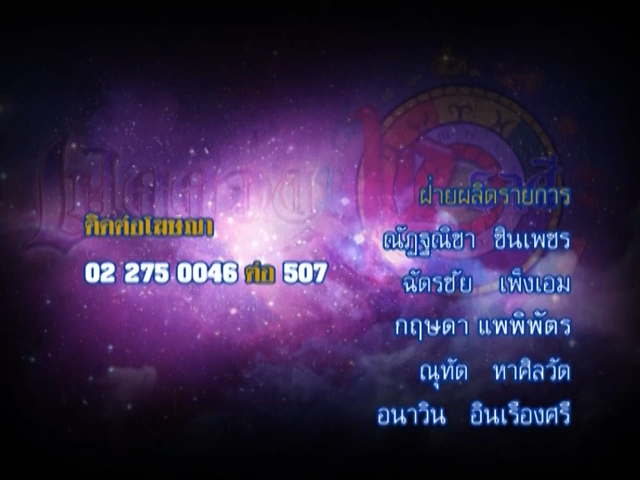 ติดต่อโฆษณา
02 275 0046 ต่อ 507
ฝ่ายผลิตรายการ
ณัฏฐณิชา ชินเพชร
ฉัตรชัย เพ็งเอม
กฤษดา แพพิพัตร
ณุทัด หาศิลวัด
อนาวิน อินเรืองศรี